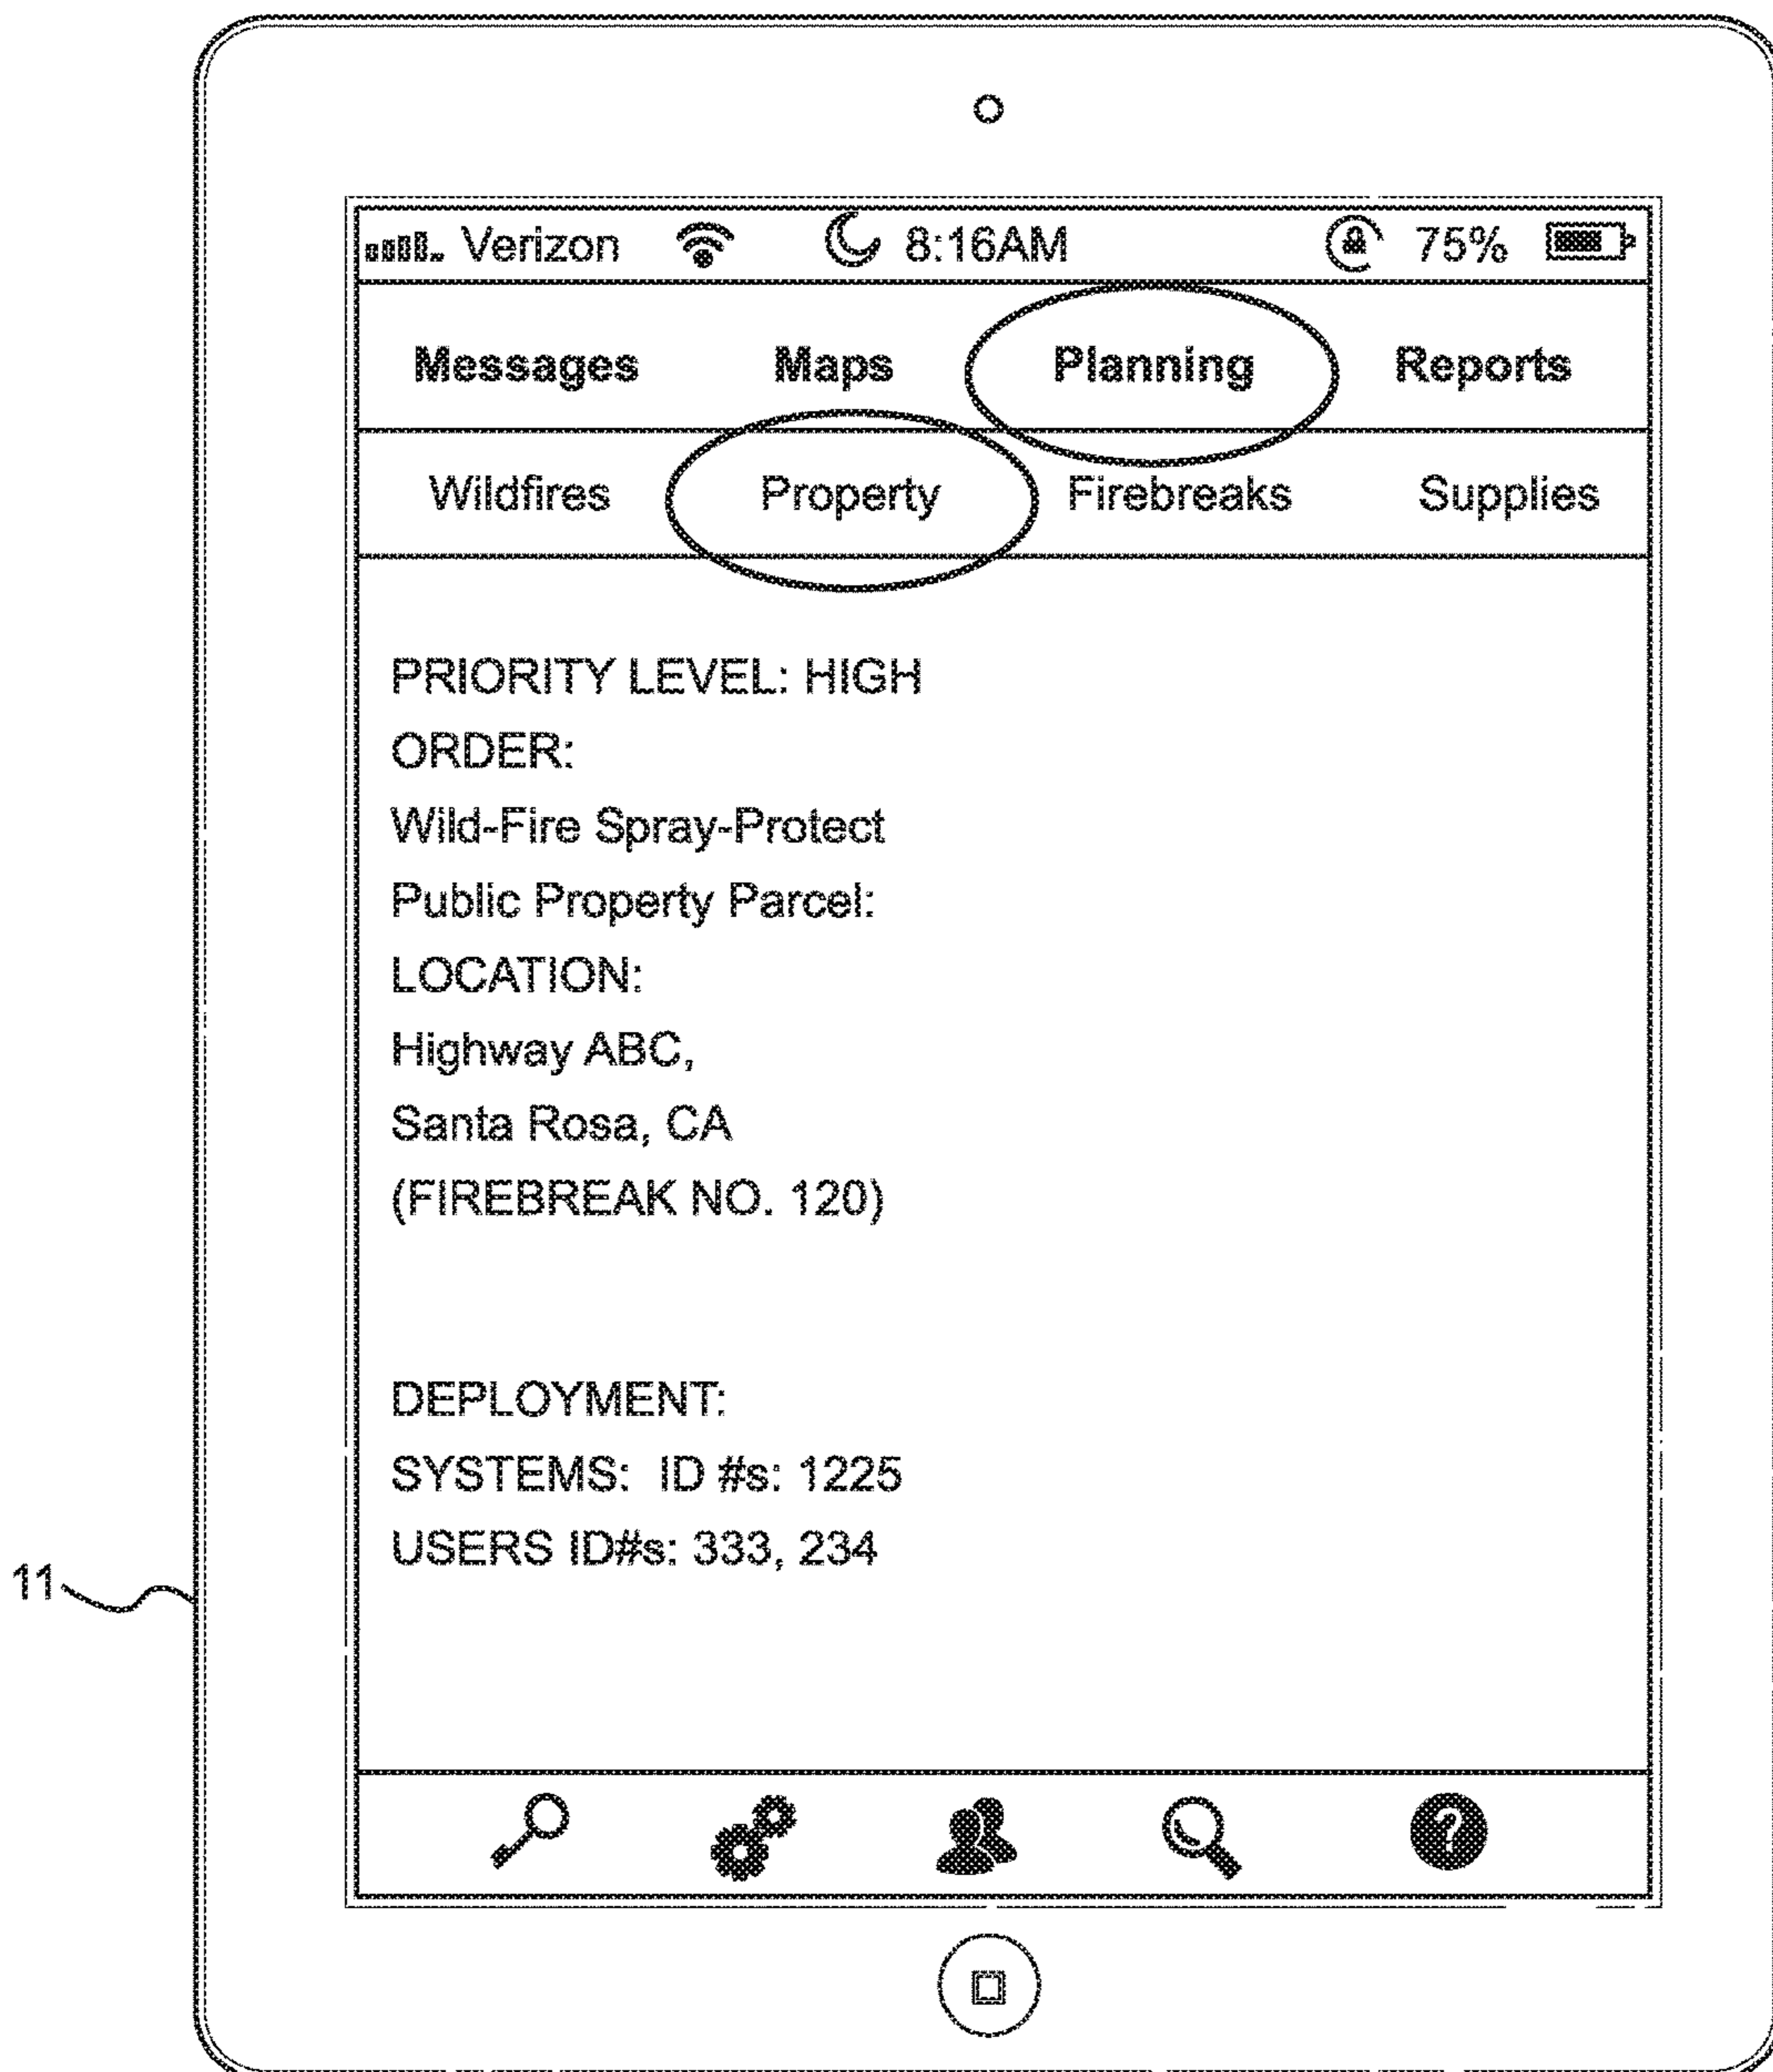 Verizon 8:16AM 75%
Messages Maps Planning Reports
Wildfires Property Firebreaks Supplies
PRIORITY LEVEL: HIGH
ORDER:
Wild-Fire Spray-Protect
Public Property Parcel:
LOCATION:
Highway ABC,
Santa Rosa, CA
(FIREBREAK NO. 120)
DEPLOYMENT:
SYSTEMS: ID #s: 1225
USERS ID#s: 333, 234
11
?